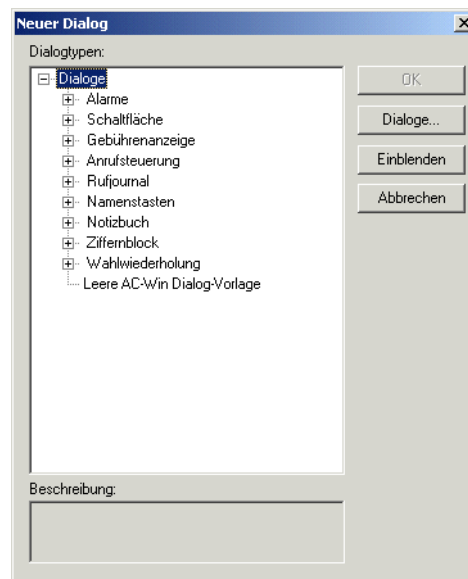 Neuer Dialog
Dialogtypen:
Dialoge
Alarme
Schaltfläche
Gebührenanzeige
Anrufsteuerung
Rufjournal
Namenstasten
Notizbuch
Ziffernblock
Wahlwiederholung
Leere AC-Win Dialog-Vorlage
OK
Dialoge...
Einblenden
Abbrechen
Beschreibung: